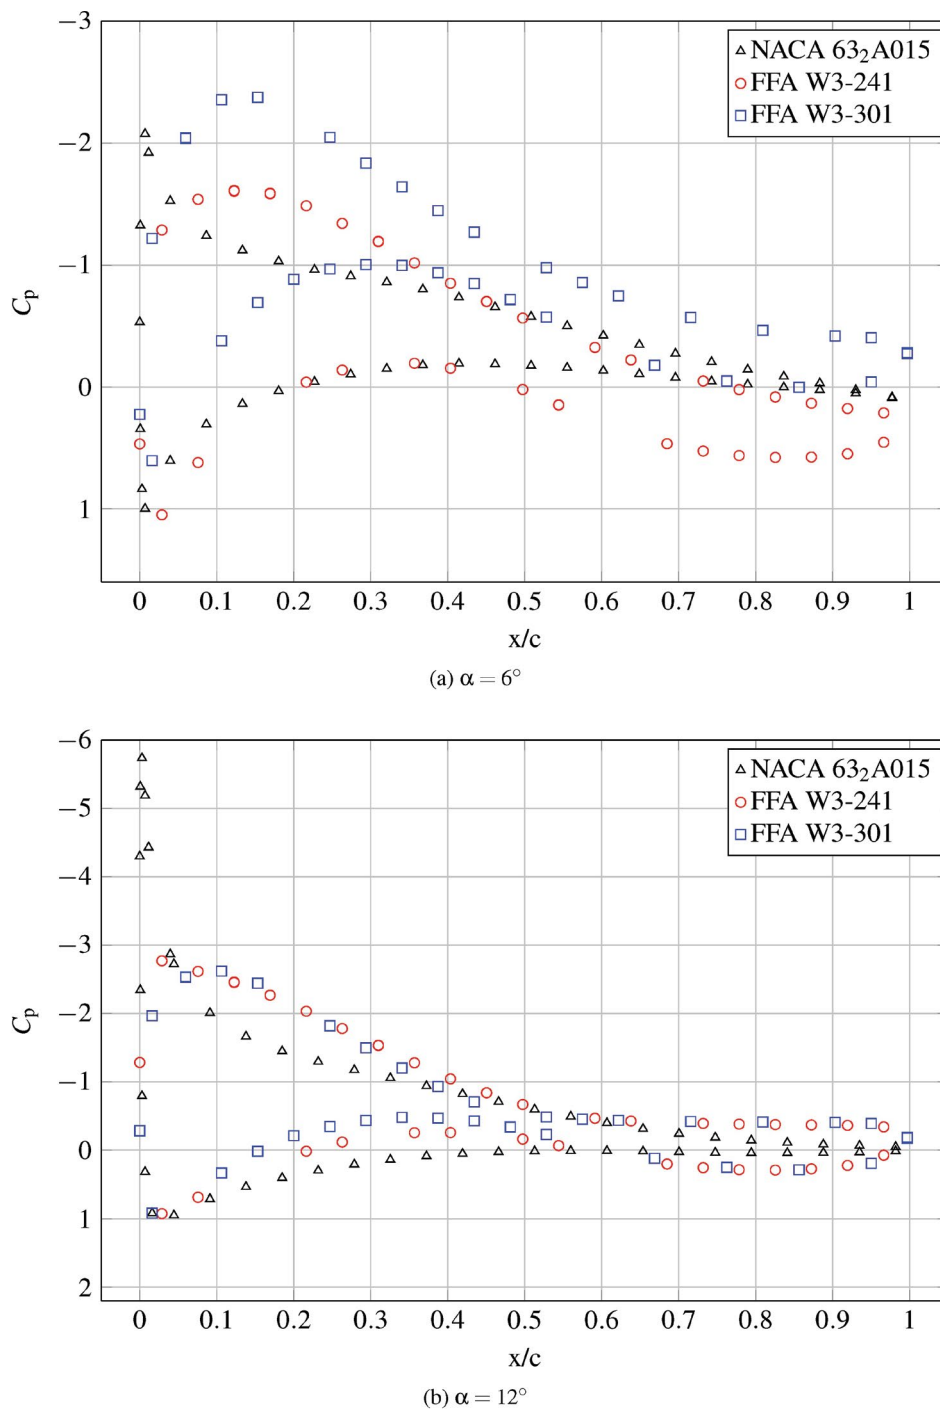 −3
−2
−1
0
1
C_p
NACA 63₂A015
FFA W3-241
FFA W3-301
0 0.1 0.2 0.3 0.4 0.5 0.6 0.7 0.8 0.9 1
x/c
(a) α = 6°
−6
−5
−4
−3
−2
−1
0
1
2
C_p
NACA 63₂A015
FFA W3-241
FFA W3-301
0 0.1 0.2 0.3 0.4 0.5 0.6 0.7 0.8 0.9 1
x/c
(b) α = 12°